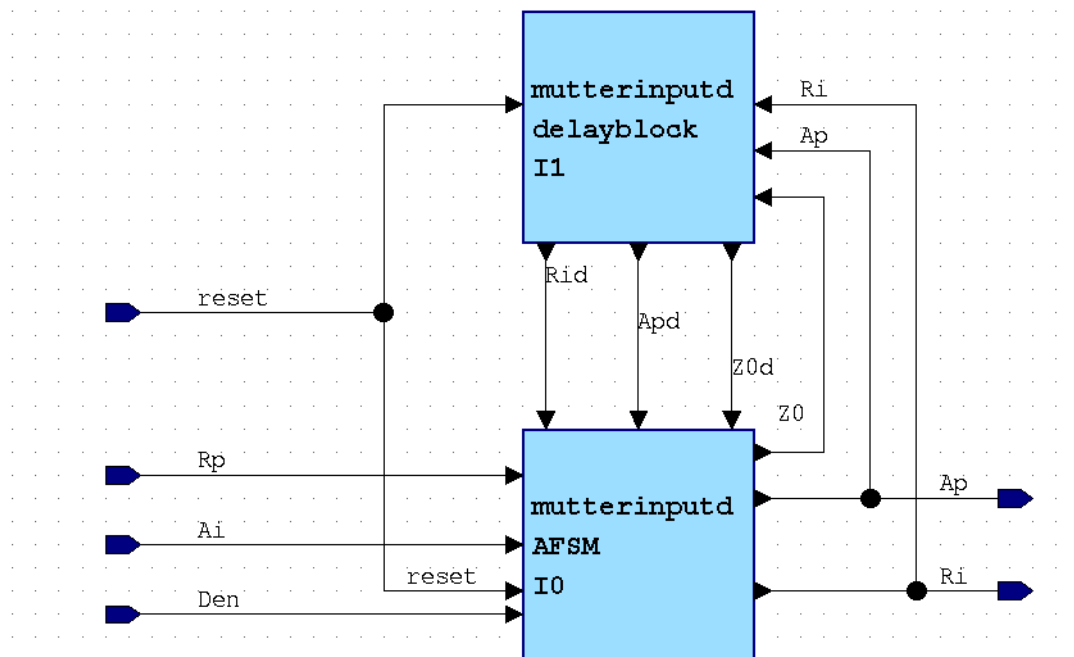 mutterinputd
delayblock
I1
Ri
Ap
Rid
Apd
Z0d
Z0
reset
Rp
Ai
reset
Den
mutterinputd
AFSM
I0
Ap
Ri